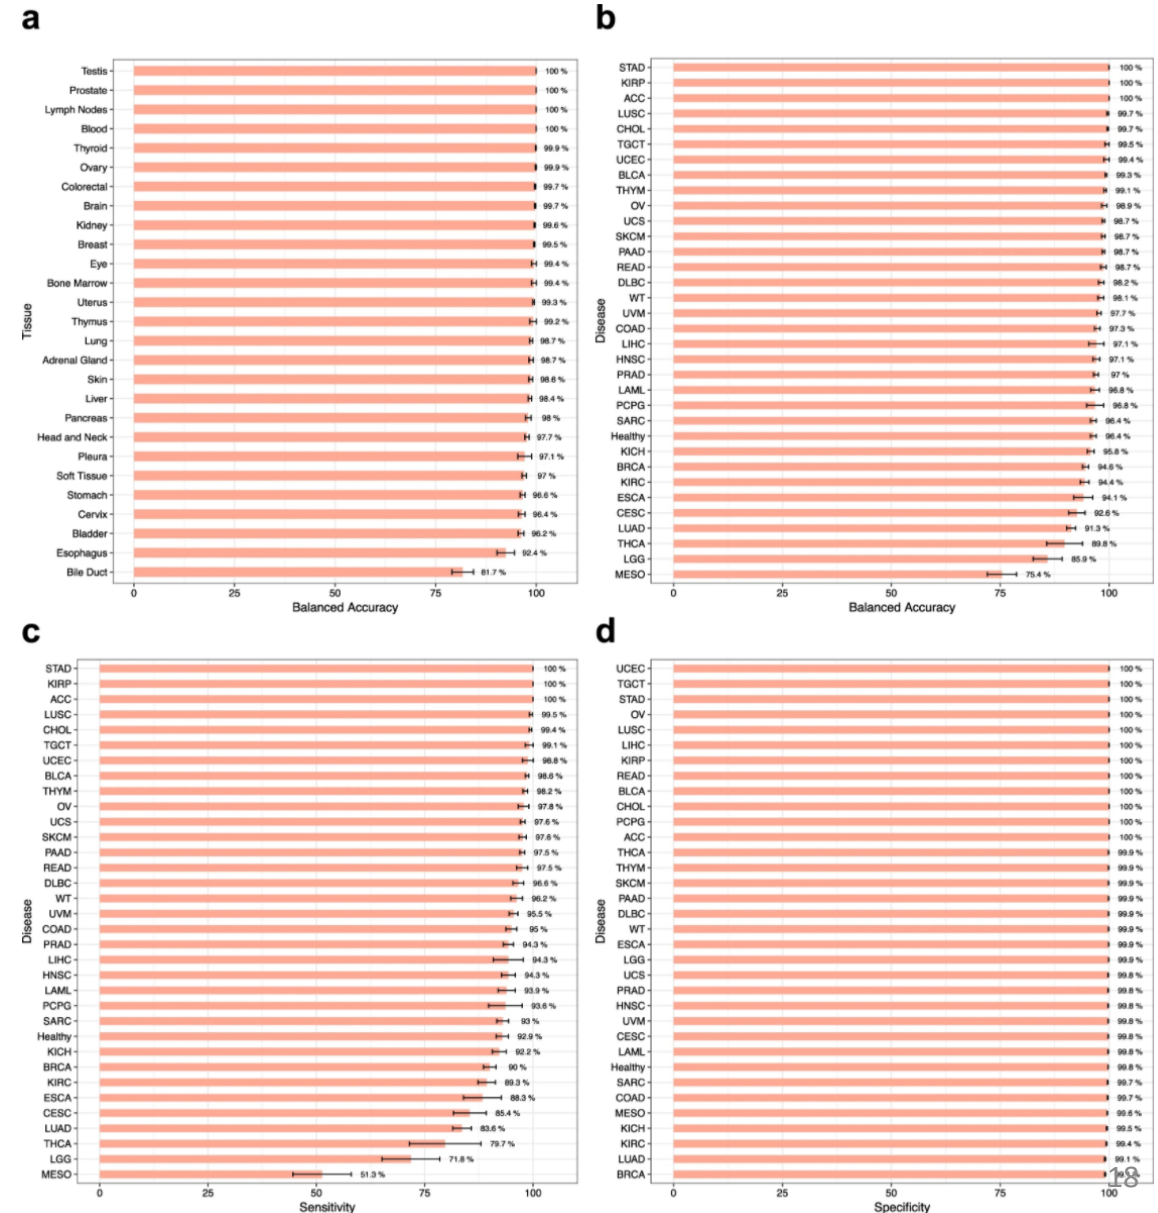 a
Testis 100 %
Prostate 100 %
Lymph Nodes 100 %
Blood 100 %
Thyroid 99.9 %
Ovary 99.9 %
Colorectal 99.7 %
Brain 99.7 %
Kidney 99.6 %
Breast 99.5 %
Eye 99.4 %
Bone Marrow 99.4 %
Uterus 99.3 %
Thymus 99.2 %
Lung 98.7 %
Adrenal Gland 98.7 %
Skin 98.6 %
Liver 98.4 %
Pancreas 98 %
Head and Neck 97.7 %
Pleura 97.1 %
Soft Tissue 97 %
Stomach 96.6 %
Cervix 96.4 %
Bladder 96.2 %
Esophagus 92.4 %
Bile Duct 81.7 %
Tissue
0 25 50 75 100
Balanced Accuracy
b
STAD 100 %
KIRP 100 %
ACC 100 %
LUSC 99.7 %
CHOL 99.7 %
TGCT 99.5 %
UCEC 99.4 %
BLCA 99.3 %
THYM 99.1 %
OV 98.9 %
UCS 98.7 %
SKCM 98.7 %
PAAD 98.7 %
READ 98.7 %
DLBC 98.2 %
WT 98.1 %
UVM 97.7 %
COAD 97.3 %
LIHC 97.1 %
HNSC 97.1 %
PRAD 97 %
LAML 96.8 %
PCPG 96.8 %
SARC 96.4 %
Healthy 96.4 %
KICH 95.8 %
BRCA 94.6 %
KIRC 94.4 %
ESCA 94.1 %
CESC 92.6 %
LUAD 91.3 %
THCA 89.8 %
LGG 85.9 %
MESO 75.4 %
Disease
0 25 50 75 100
Balanced Accuracy
c
STAD 100 %
KIRP 100 %
ACC 100 %
LUSC 99.5 %
CHOL 99.4 %
TGCT 99.1 %
UCEC 98.8 %
BLCA 98.6 %
THYM 98.2 %
OV 97.8 %
UCS 97.6 %
SKCM 97.6 %
PAAD 97.5 %
READ 97.5 %
DLBC 96.6 %
WT 96.2 %
UVM 95.5 %
COAD 95 %
PRAD 94.3 %
LIHC 94.3 %
HNSC 94.3 %
LAML 93.9 %
PCPG 93.6 %
SARC 93 %
Healthy 92.9 %
KICH 92.2 %
BRCA 90 %
KIRC 89.3 %
ESCA 88.3 %
CESC 85.4 %
LUAD 83.6 %
THCA 79.7 %
LGG 71.8 %
MESO 51.3 %
Disease
0 25 50 75 100
Sensitivity
d
UCEC 100 %
TGCT 100 %
STAD 100 %
OV 100 %
LUSC 100 %
LIHC 100 %
KIRP 100 %
READ 100 %
BLCA 100 %
CHOL 100 %
PCPG 100 %
ACC 100 %
THCA 99.9 %
THYM 99.9 %
SKCM 99.9 %
PAAD 99.9 %
DLBC 99.9 %
WT 99.9 %
ESCA 99.9 %
LGG 99.9 %
UCS 99.8 %
PRAD 99.8 %
HNSC 99.8 %
UVM 99.8 %
CESC 99.8 %
LAML 99.8 %
Healthy 99.8 %
SARC 99.7 %
COAD 99.7 %
MESO 99.6 %
KICH 99.5 %
KIRC 99.4 %
LUAD 99.1 %
BRCA
Disease
0 25 50 75 100
Specificity
18